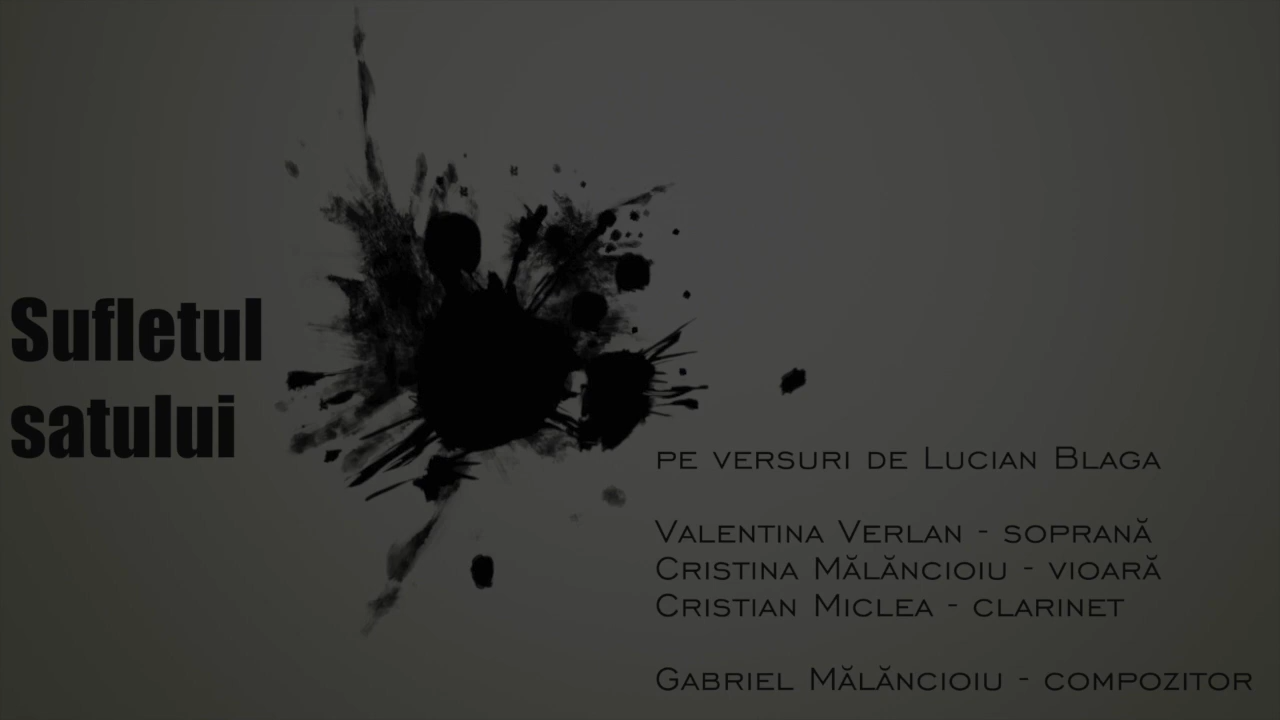 Sufletul
satului
pe versuri de Lucian Blaga
Valentina Verlan - soprană
Cristina Mălăncioiu - vioară
Cristian Miclea - clarinet
Gabriel Mălăncioiu - compozitor